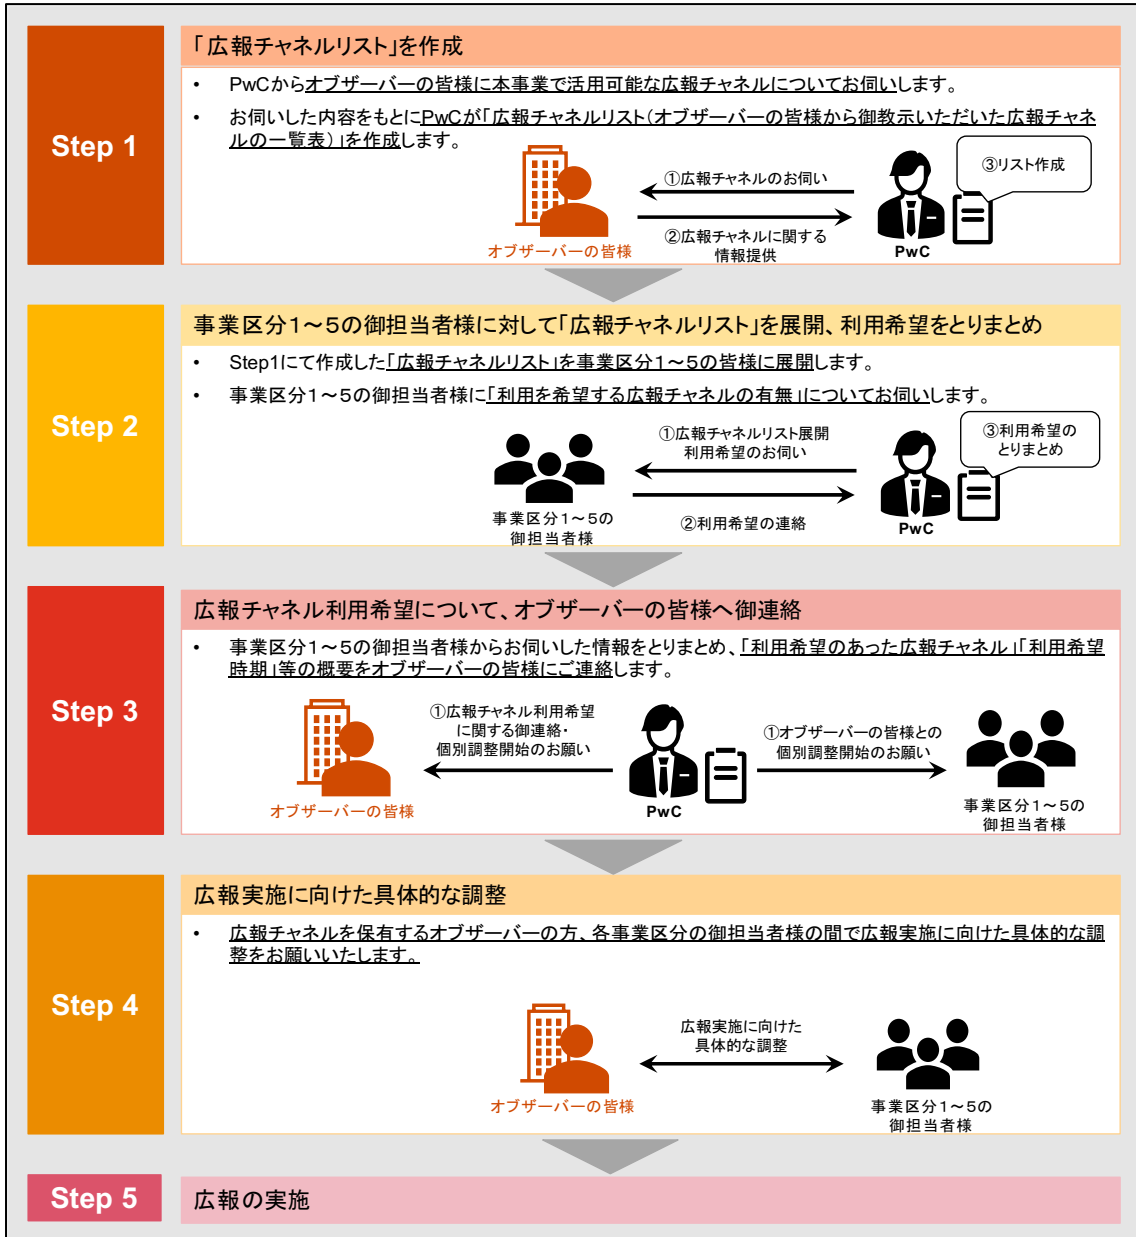 Step 1
「広報チャネルリスト」を作成
• PwCからオブザーバーの皆様に本事業で活用可能な広報チャネルについてお伺いします。
• お伺いした内容をもとにPwCが「広報チャネルリスト(オブザーバーの皆様から御教示いただいた広報チャネ
ルの一覧表)」を作成します。
①広報チャネルのお伺い
③リスト作成
②広報チャネルに関する
情報提供
オブザーバーの皆様
PwC
Step 2
事業区分1～5の御担当者様に対して「広報チャネルリスト」を展開、利用希望をとりまとめ
• Step1にて作成した「広報チャネルリスト」を事業区分1～5の皆様に展開します。
• 事業区分1～5の御担当者様に「利用を希望する広報チャネルの有無」についてお伺いします。
①広報チャネルリスト展開
利用希望のお伺い
③利用希望の
とりまとめ
②利用希望の連絡
事業区分1～5の
御担当者様
PwC
Step 3
広報チャネル利用希望について、オブザーバーの皆様へ御連絡
• 事業区分1～5の御担当者様からお伺いした情報をとりまとめ、「利用希望のあった広報チャネル」「利用希望
時期」等の概要をオブザーバーの皆様にご連絡します。
①広報チャネル利用希望
に関する御連絡・
個別調整開始のお願い
①オブザーバーの皆様との
個別調整開始のお願い
オブザーバーの皆様
PwC
事業区分1～5の
御担当者様
Step 4
広報実施に向けた具体的な調整
• 広報チャネルを保有するオブザーバーの方、各事業区分の御担当者様の間で広報実施に向けた具体的な調
整をお願いいたします。
広報実施に向けた
具体的な調整
オブザーバーの皆様
事業区分1～5の
御担当者様
Step 5
広報の実施